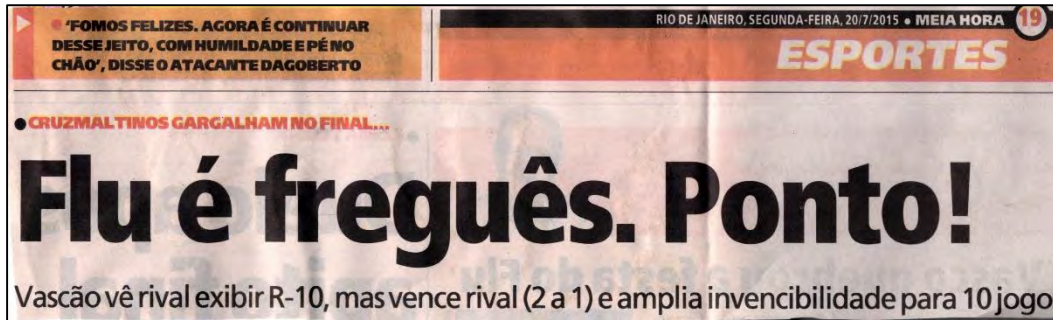 ● 'FOMOS FELIZES. AGORA É CONTINUAR
DESSE JEITO, COM HUMILDADE E PÉ NO
CHÃO', DISSE O ATACANTE DAGOBERTO
RIO DE JANEIRO, SEGUNDA-FEIRA, 20/7/2015 ● MEIA HORA 19
ESPORTES
● CRUZMALTINOS GARGALHAM NO FINAL...
Flu é freguês. Ponto!
Vascão vê rival exibir R-10, mas vence rival (2 a 1) e amplia invencibilidade para 10 jogo